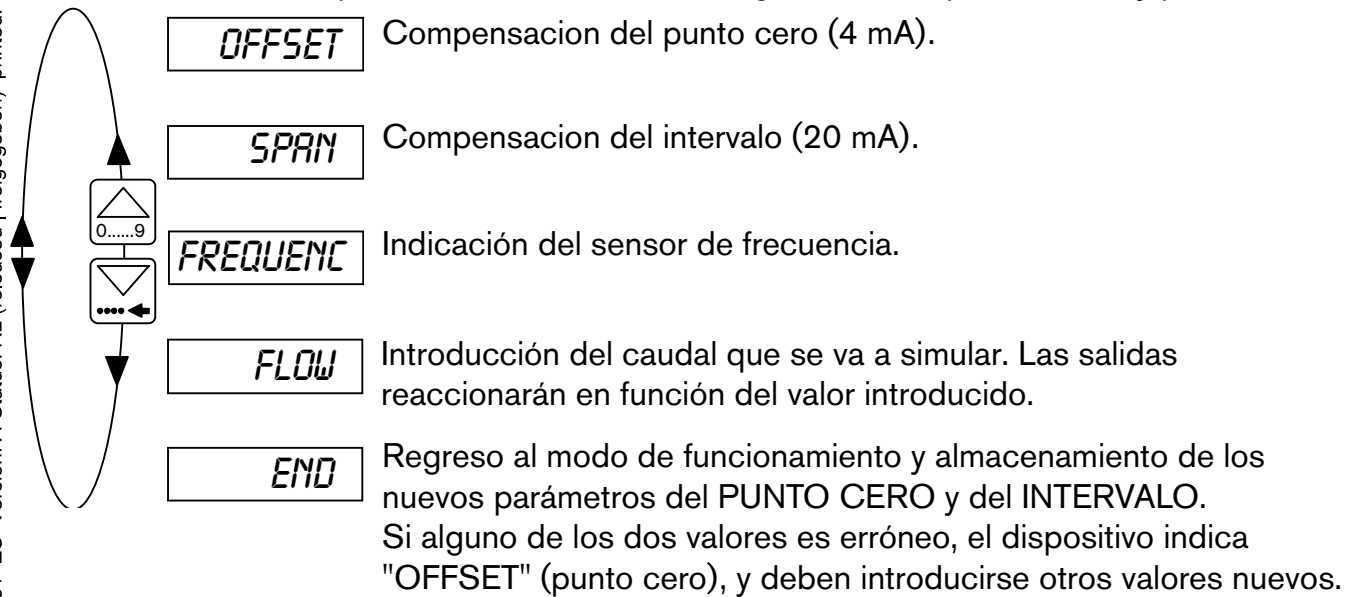 OFFSET Compensacion del punto cero (4 mA).
SPAN Compensacion del intervalo (20 mA).
0......9
FREQUENC Indicación del sensor de frecuencia.
FLOW Introducción del caudal que se va a simular. Las salidas
reaccionarán en función del valor introducido.
END Regreso al modo de funcionamiento y almacenamiento de los
nuevos parámetros del PUNTO CERO y del INTERVALO.
Si alguno de los dos valores es erróneo, el dispositivo indica
"OFFSET" (punto cero), y deben introducirse otros valores nuevos.